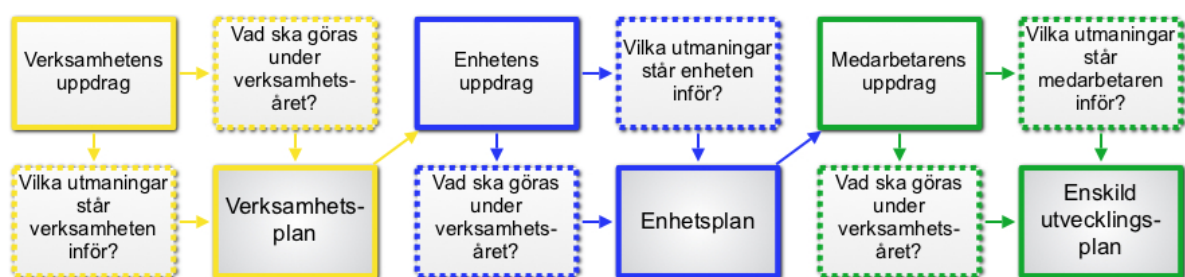 Verksamhetens
uppdrag
Vad ska göras
under
verksamhets-
året?
Enhetens
uppdrag
Vilka utmaningar
står enheten
inför?
Medarbetarens
uppdrag
Vilka utmaningar
står
medarbetaren
inför?
Vilka utmaningar
står
verksamheten
inför?
Verksamhets-
plan
Vad ska göras
under
verksamhets-
året?
Enhetsplan
Vad ska göras
under
verksamhets-
året?
Enskild
utvecklings-
plan